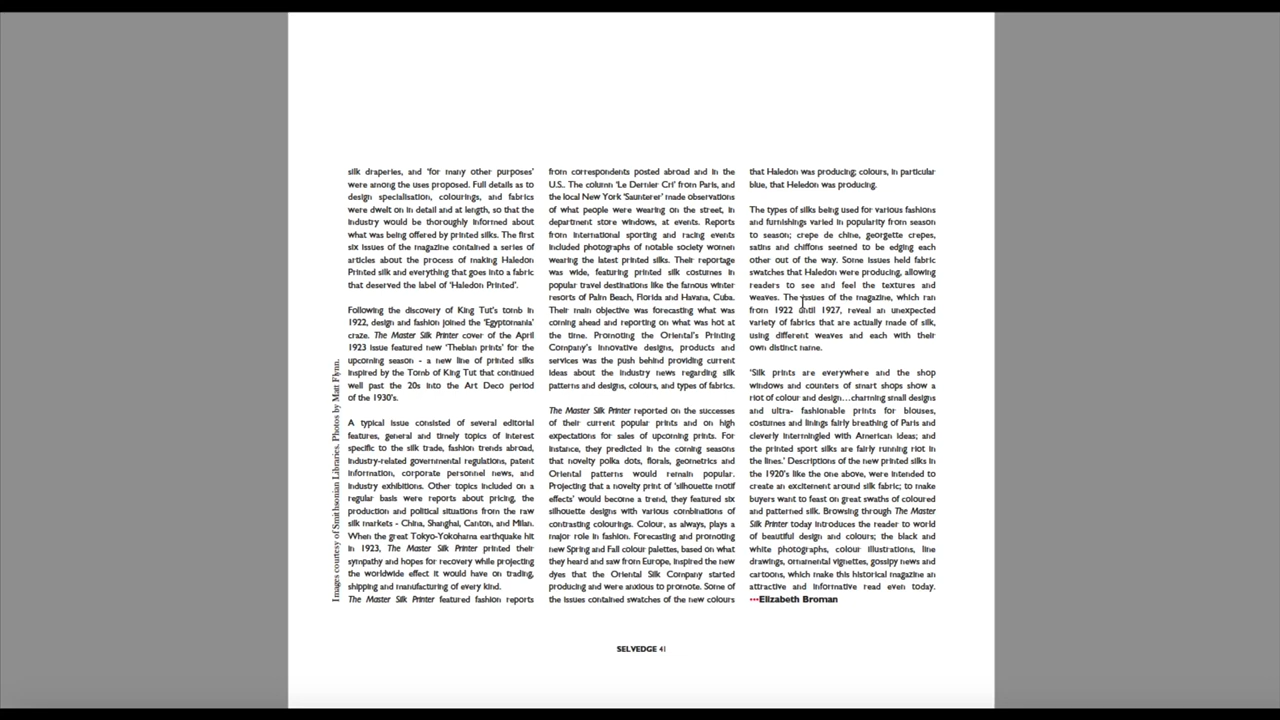 silk draperies, and ‘for many other purposes’
were among the uses proposed. Full details as to
design specialisation, colourings, and fabrics
were dwelt on in detail and at length, so that the
industry would be thoroughly informed about
what was being offered by printed silks. The first
six issues of the magazine contained a series of
articles about the process of making Haledon
Printed silk and everything that goes into a fabric
that deserved the label of ‘Haledon Printed’.
Following the discovery of King Tut's tomb in
1922, design and fashion joined the ‘Egyptomania’
craze. The Master Silk Printer cover of the April
1923 issue featured new ‘Thebian prints’ for the
upcoming season - a new line of printed silks
inspired by the Tomb of King Tut that continued
well past the 20s into the Art Deco period
of the 1930's.
A typical issue consisted of several editorial
features, general and timely topics of interest
specific to the silk trade, fashion trends abroad,
industry-related governmental regulations, patent
information, corporate personnel news, and
industry exhibitions. Other topics included on a
regular basis were reports about pricing, the
production and political situations from the raw
silk markets - China, Shanghai, Canton, and Milan.
When the great Tokyo-Yokohama earthquake hit
in 1923, The Master Silk Printer printed their
sympathy and hopes for recovery while projecting
the worldwide effect it would have on trading,
shipping and manufacturing of every kind.
The Master Silk Printer featured fashion reports
from correspondents posted abroad and in the
U.S.. The column ‘Le Dernier Cri’ from Paris, and
the local New York ‘Saunterer’ made observations
of what people were wearing on the street, in
department store windows, at events. Reports
from international sporting and racing events
included photographs of notable society women
wearing the latest printed silks. Their reportage
was wide, featuring printed silk costumes in
popular travel destinations like the famous winter
resorts of Palm Beach, Florida and Havana, Cuba.
Their main objective was forecasting what was
coming ahead and reporting on what was hot at
the time. Promoting the Oriental's Printing
Company's innovative designs, products and
services was the push behind providing current
ideas about the industry news regarding silk
patterns and designs, colours, and types of fabrics.
The Master Silk Printer reported on the successes
of their current popular prints and on high
expectations for sales of upcoming prints. For
instance, they predicted in the coming seasons
that novelty polka dots, florals, geometrics and
Oriental patterns would remain popular.
Projecting that a novelty print of ‘silhouette motif
effects’ would become a trend, they featured six
silhouette designs with various combinations of
contrasting colourings. Colour, as always, plays a
major role in fashion. Forecasting and promoting
new Spring and Fall colour palettes, based on what
they heard and saw from Europe, inspired the new
dyes that the Oriental Silk Company started
producing and were anxious to promote. Some of
the issues contained swatches of the new colours
that Haledon was producing; colours, in particular
blue, that Heledon was producing.
The types of silks being used for various fashions
and furnishings varied in popularity from season
to season; crepe de chine, georgette crepes,
satins and chiffons seemed to be edging each
other out of the way. Some issues held fabric
swatches that Haledon were producing, allowing
readers to see and feel the textures and
weaves. The issues of the magazine, which ran
from 1922 until 1927, reveal an unexpected
variety of fabrics that are actually made of silk,
using different weaves and each with their
own distinct name.
‘Silk prints are everywhere and the shop
windows and counters of smart shops show a
riot of colour and design…charming small designs
and ultra- fashionable prints for blouses,
costumes and linings fairly breathing of Paris and
cleverly intermingled with American ideas; and
the printed sport silks are fairly running riot in
the lines.’ Descriptions of the new printed silks in
the 1920's like the one above, were intended to
create an excitement around silk fabric; to make
buyers want to feast on great swaths of coloured
and patterned silk. Browsing through The Master
Silk Printer today introduces the reader to world
of beautiful design and colours; the black and
white photographs, colour illustrations, line
drawings, ornamental vignettes, gossipy news and
cartoons, which make this historical magazine an
attractive and informative read even today.
•••Elizabeth Broman
Images courtesy of Smithsonian Libraries. Photos by Matt Flynn.
SELVEDGE 41